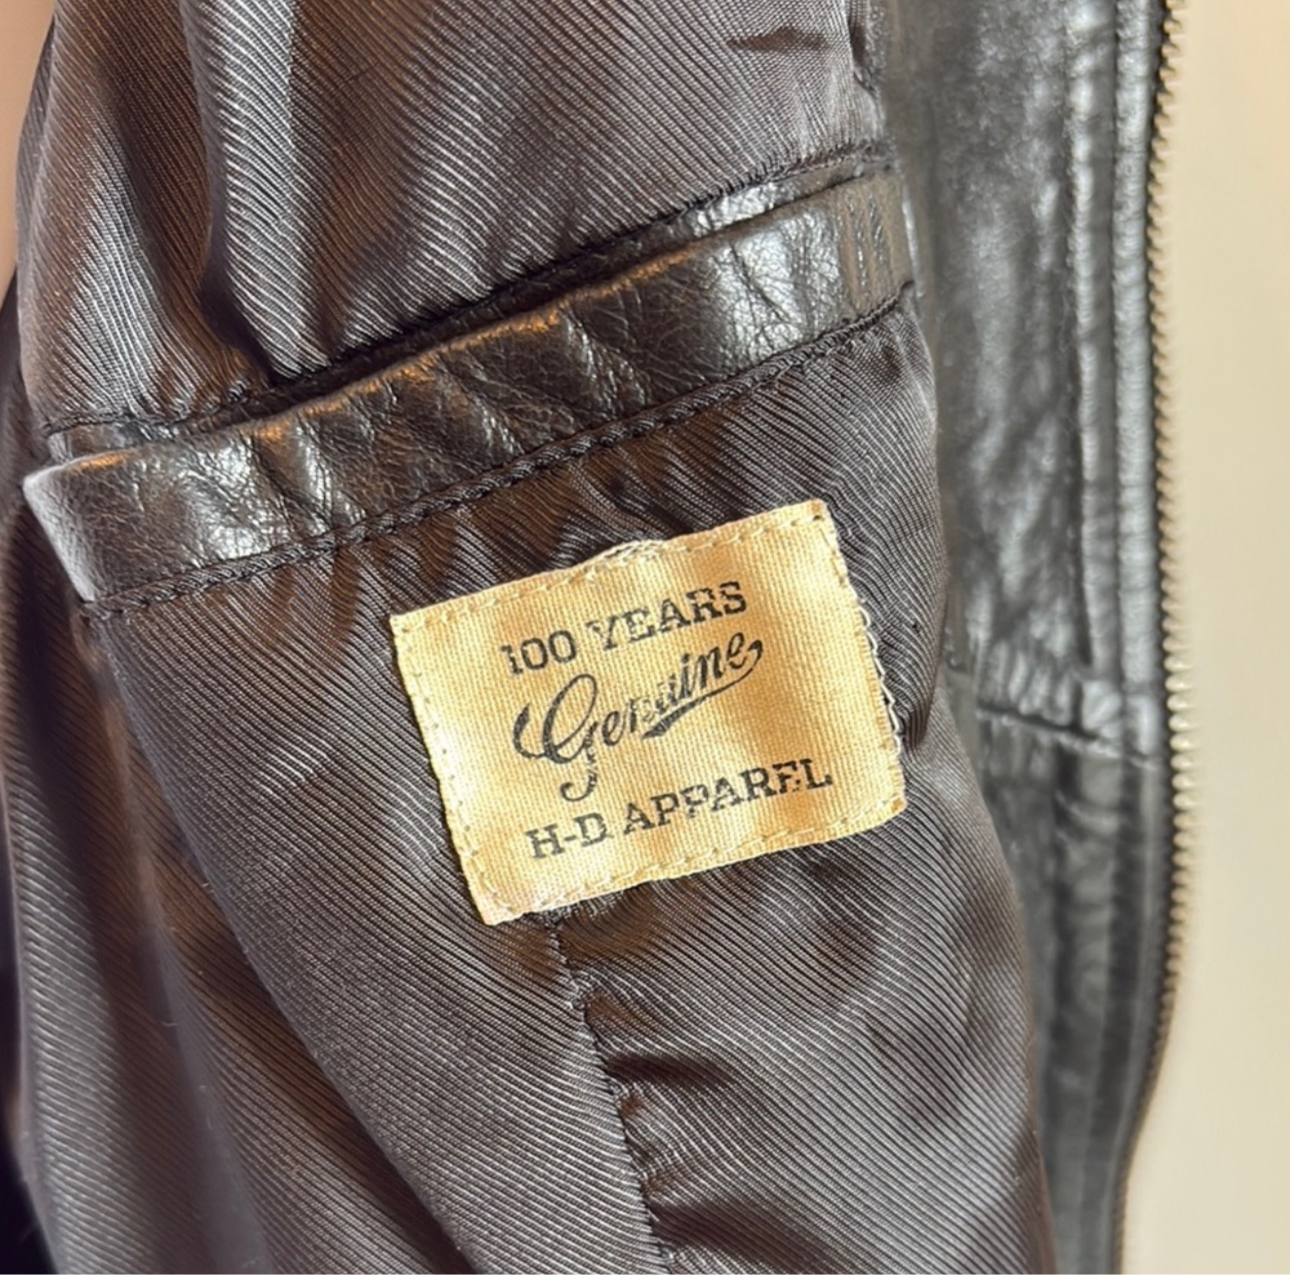 100 YEARS
Genuine
H-D APPAREL